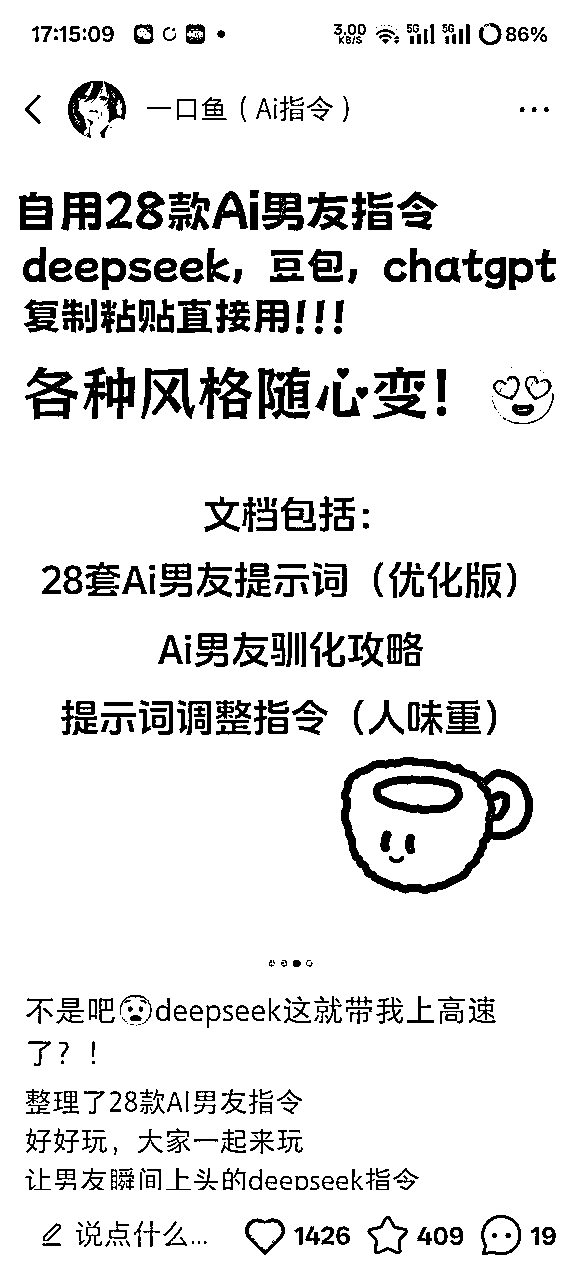 17:15:09 3.00 KB/S 5G 5G 86%
一口鱼（Ai指令）
自用28款Ai男友指令
deepseek，豆包，chatgpt
复制粘贴直接用！！！
各种风格随心变！
文档包括：
28套Ai男友提示词（优化版）
Ai男友驯化攻略
提示词调整指令（人味重）
不是吧deepseek这就带我上高速
了？！
整理了28款AI男友指令
好好玩，大家一起来玩
让男友瞬间上头的deepseek指令
说点什么... 1426 409 19